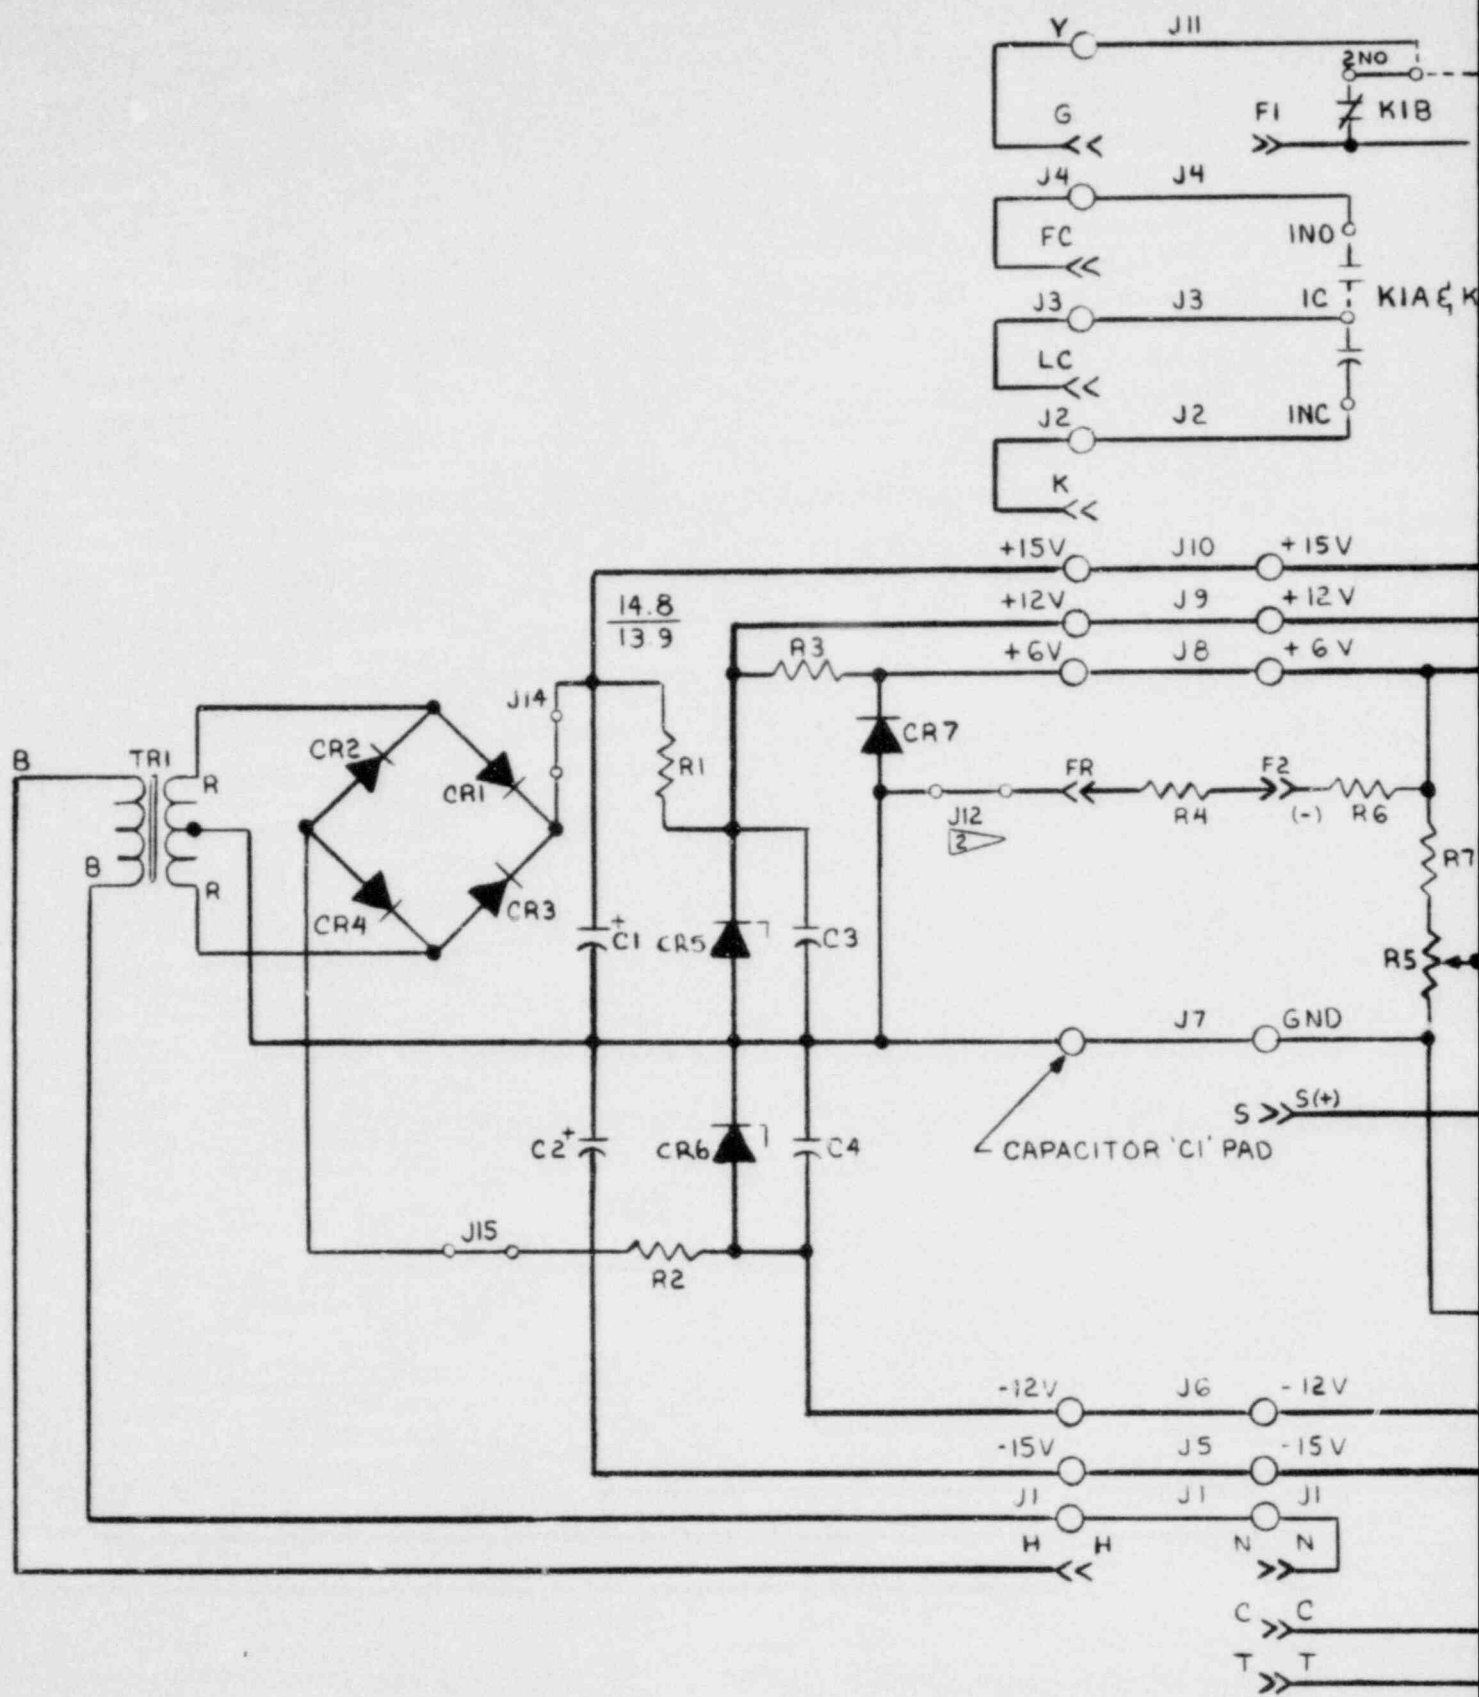 Y J11
2NO
G F1 K1B
J4 J4
FC 1NO
J3 J3 1C K1A & K
LC
J2 J2 1NC
K
+15V J10 +15V
14.8
13.9
+12V J9 +12V
R3 +6V J8 +6V
J14
CR7
B TR1 R CR2 CR1 R1
FR F2
J12 R4 (-) R6
2
B R R7
CR4 CR3
+
C1 CR5 C3
R5
J7 GND
S S(+)
C2 + CR6 C4
CAPACITOR 'C1' PAD
J15
R2
-12V J6 -12V
-15V J5 -15V
J1 J1 J1
H H N N
C C
T T